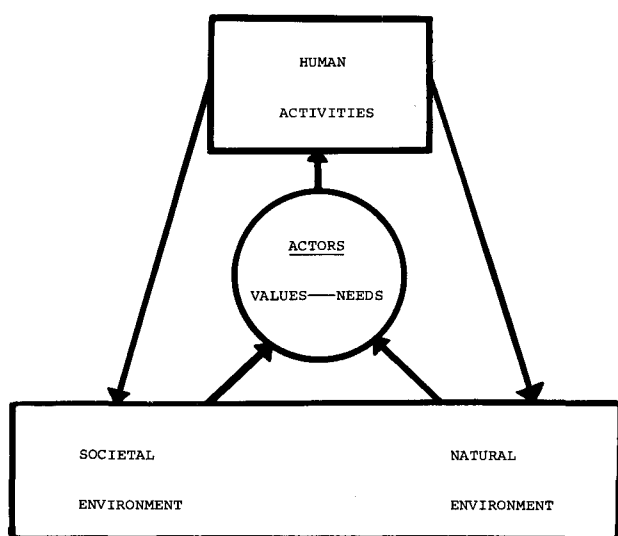 HUMAN
ACTIVITIES
ACTORS
VALUES——NEEDS
SOCIETAL
ENVIRONMENT
NATURAL
ENVIRONMENT